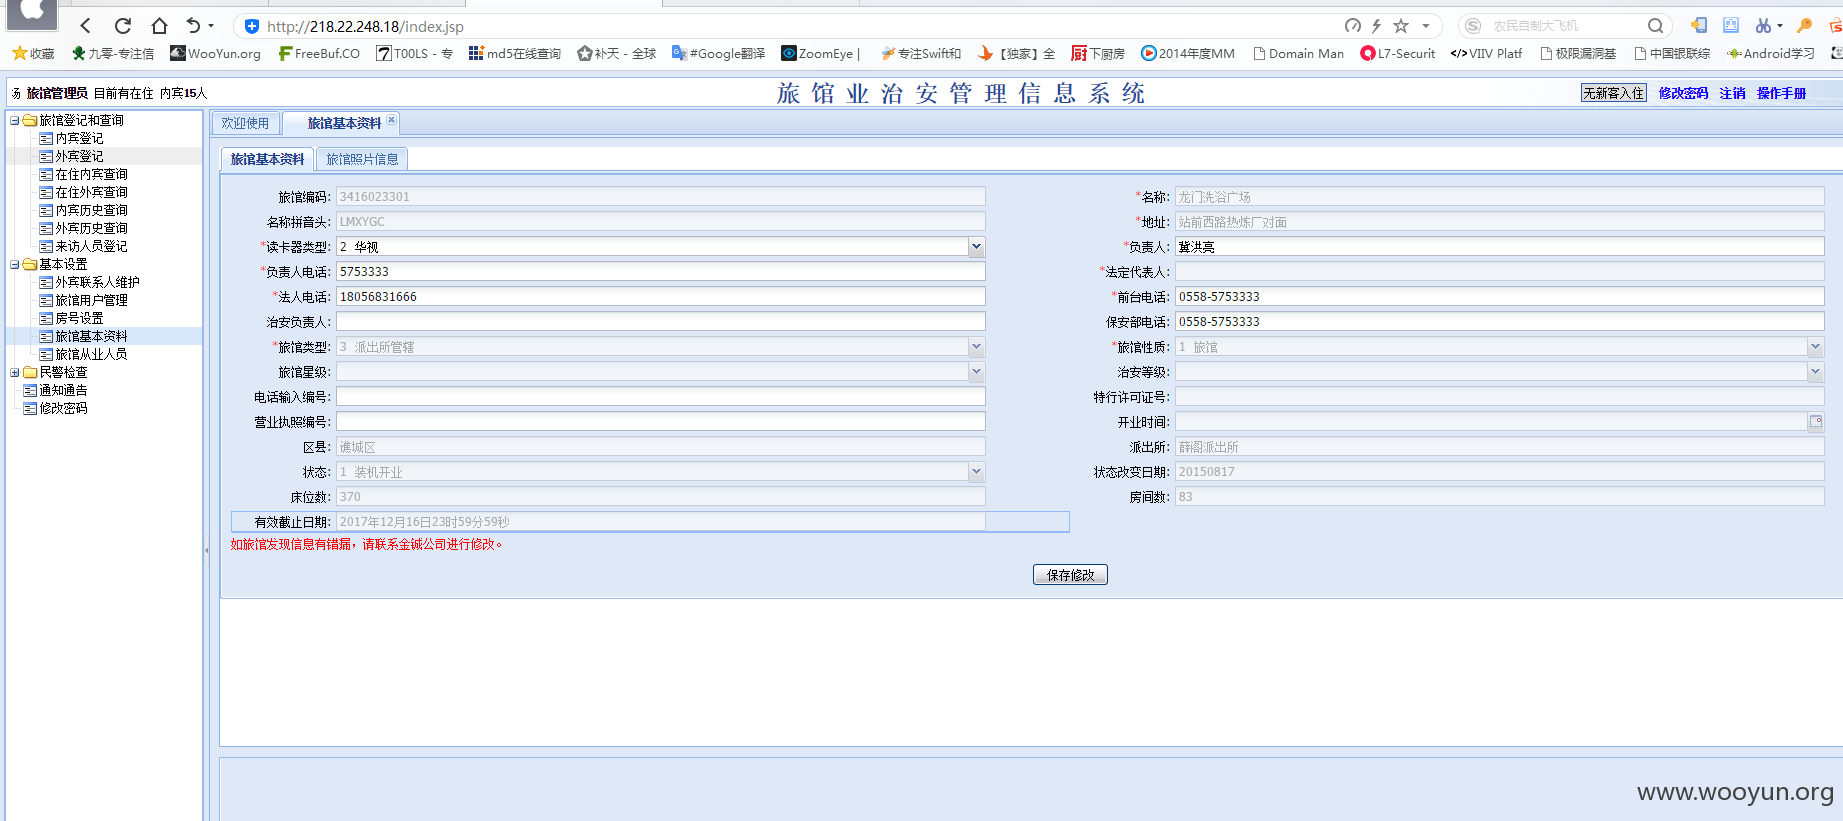 http://218.22.248.18/index.jsp
农民自制大飞机
收藏 九零-专注信 WooYun.org FreeBuf.CO T00LS - 专 md5在线查询 补天 - 全球 #Google翻译 ZoomEye | 专注Swift和 【独家】全 下厨房 2014年度MM Domain Man L7-Securit VIIV Platf 极限漏洞基 中国银联综 Android学习
旅馆管理员 目前有在住 内宾15人
旅馆业治安管理信息系统
无新客入住 修改密码 注销 操作手册
旅馆登记和查询
内宾登记
外宾登记
在住内宾查询
在住外宾查询
内宾历史查询
外宾历史查询
来访人员登记
基本设置
外宾联系人维护
旅馆用户管理
房号设置
旅馆基本资料
旅馆从业人员
民警检查
通知通告
修改密码
欢迎使用 旅馆基本资料
旅馆基本资料 旅馆照片信息
旅馆编码: 3416023301 *名称: 龙门洗浴广场
名称拼音头: LMXYGC *地址: 站前西路热炼厂对面
*读卡器类型: 2 华视 *负责人: 冀洪亮
*负责人电话: 5753333 *法定代表人:
*法人电话: 18056831666 *前台电话: 0558-5753333
治安负责人: 保安部电话: 0558-5753333
*旅馆类型: 3 派出所管辖 *旅馆性质: 1 旅馆
旅馆星级: 治安等级:
电话输入编号: 特行许可证号:
营业执照编号: 开业时间:
区县: 谯城区 派出所: 薛阁派出所
状态: 1 装机开业 状态改变日期: 20150817
床位数: 370 房间数: 83
有效截止日期: 2017年12月16日23时59分59秒
如旅馆发现信息有错漏，请联系金诚公司进行修改。
保存修改
www.wooyun.org